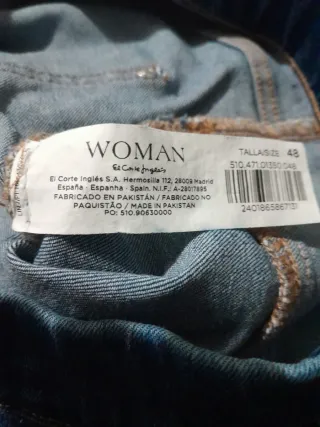 WOMAN
El Corte Inglés
El Corte Inglés S.A. Hermosilla 112, 28009 Madrid
España - Espanha - Spain. N.I.F.: A-28017895
FABRICADO EN PAKISTÁN / FABRICADO NO
PAQUISTÃO / MADE IN PAKISTAN
PO: 510.90630000
TALLA/SIZE: 48
510.471.01350.048
2401865867131